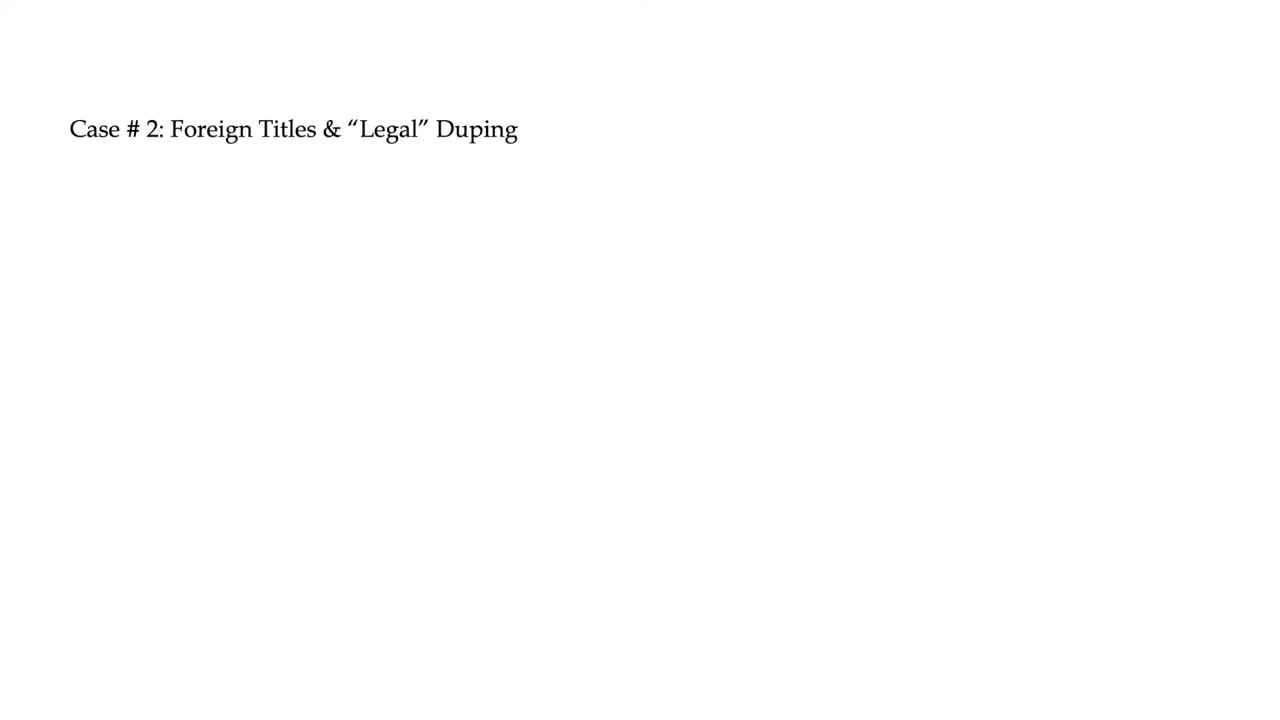 Case # 2: Foreign Titles & “Legal” Duping